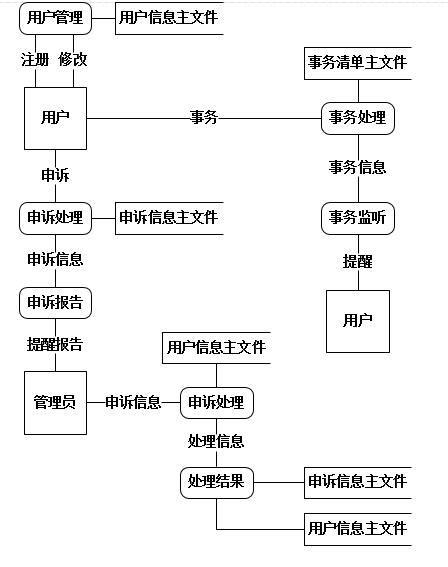 用户管理
用户信息主文件
注册
修改
事务清单主文件
用户
事务
事务处理
申诉
事务信息
申诉处理
申诉信息主文件
事务监听
申诉信息
提醒
申诉报告
用户
提醒报告
用户信息主文件
管理员
申诉信息
申诉处理
处理信息
处理结果
申诉信息主文件
用户信息主文件